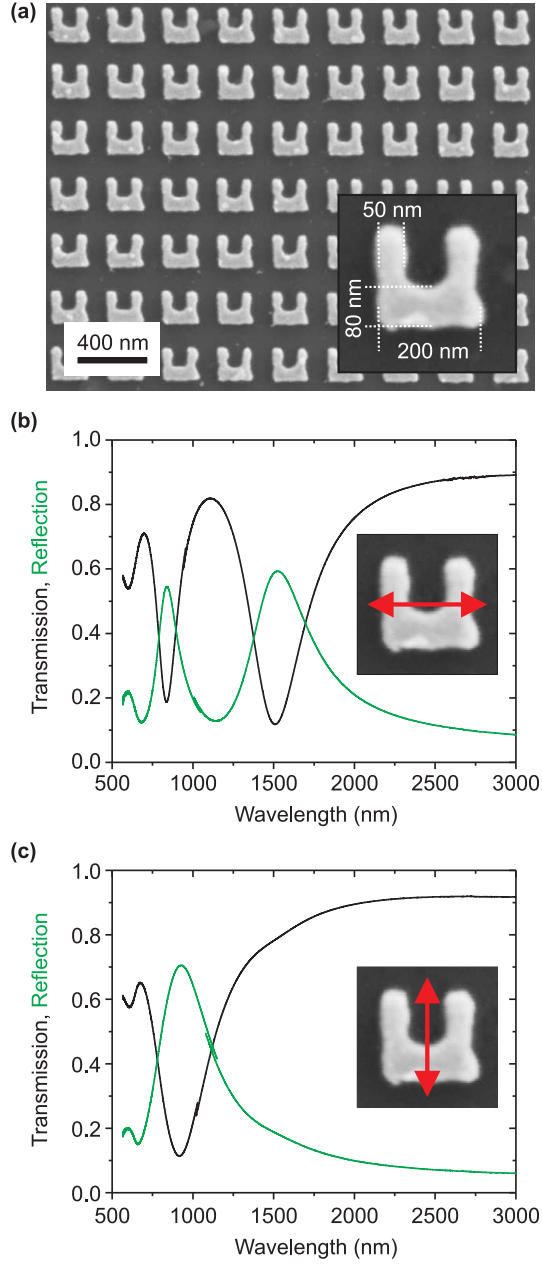 (a)
50 nm
80 nm
200 nm
400 nm
(b)
1.0
0.8
0.6
0.4
0.2
0.0
Transmission, Reflection
500 1000 1500 2000 2500 3000
Wavelength (nm)
(c)
1.0
0.8
0.6
0.4
0.2
0.0
Transmission, Reflection
500 1000 1500 2000 2500 3000
Wavelength (nm)